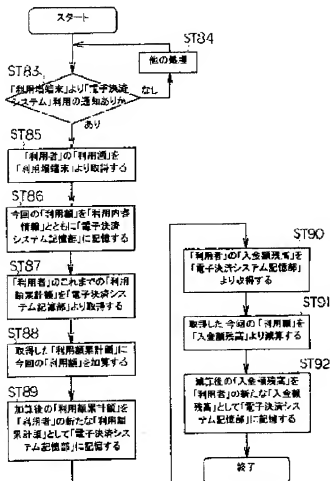 スタート
ST84
他の処理
ST83
「利用端末」より「電子決済
システム」利用の通知ありか
なし
あり
ST85
「利用者」の「利用額」を
「利用端末」より取得する
ST86
今回の「利用額」を「利用内容
情報」とともに「電子決済
システム記憶部」に記憶する
ST87
「利用者」のこれまでの「利用
額累計額」を「電子決済シス
テム記憶部」より取得する
ST88
取得した「利用額累計額」に
今回の「利用額」を加算する
ST89
加算後の「利用額累計額」を
「利用者」の新たな「利用額
累計額」として「電子決済シ
ステム記憶部」に記憶する
ST90
「利用者」の「入金額残高」を
「電子決済システム記憶部」
より取得する
ST91
取得した今回の「利用額」を
「入金額残高」より減算する
ST92
減算後の「入金額残高」を
「利用者」の新たな「入金額
残高」として「電子決済シス
テム記憶部」に記憶する
終了